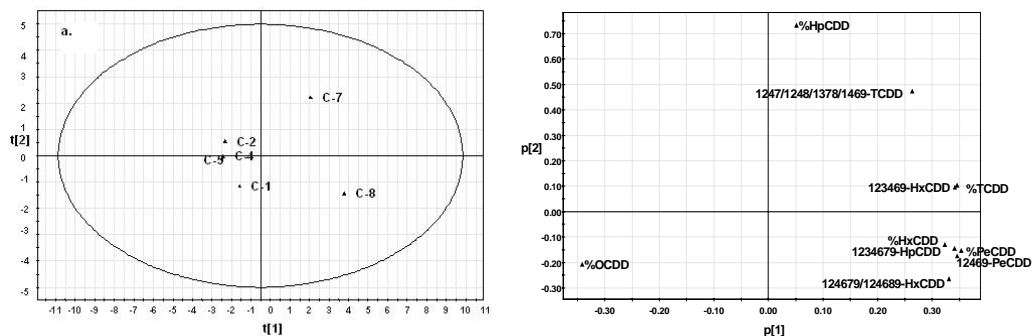 a.
5
4
3
2
1
0
-1
-2
-3
-4
-5
t[2]
C-7
C-2
C-5 C-4
C-1
C-8
-11 -10 -9 -8 -7 -6 -5 -4 -3 -2 -1 0 1 2 3 4 5 6 7 8 9 10 11
t[1]
0.70
0.60
0.50
0.40
0.30
0.20
0.10
0.00
-0.10
-0.20
-0.30
p[2]
%HpCDD
1247/1248/1378/1469-TCDD
123469-HxCDD
%TCDD
%HxCDD
1234679-HpCDD
%PeCDD
12469-PeCDD
%OCDD
124679/124689-HxCDD
-0.30 -0.20 -0.10 0.00 0.10 0.20 0.30
p[1]